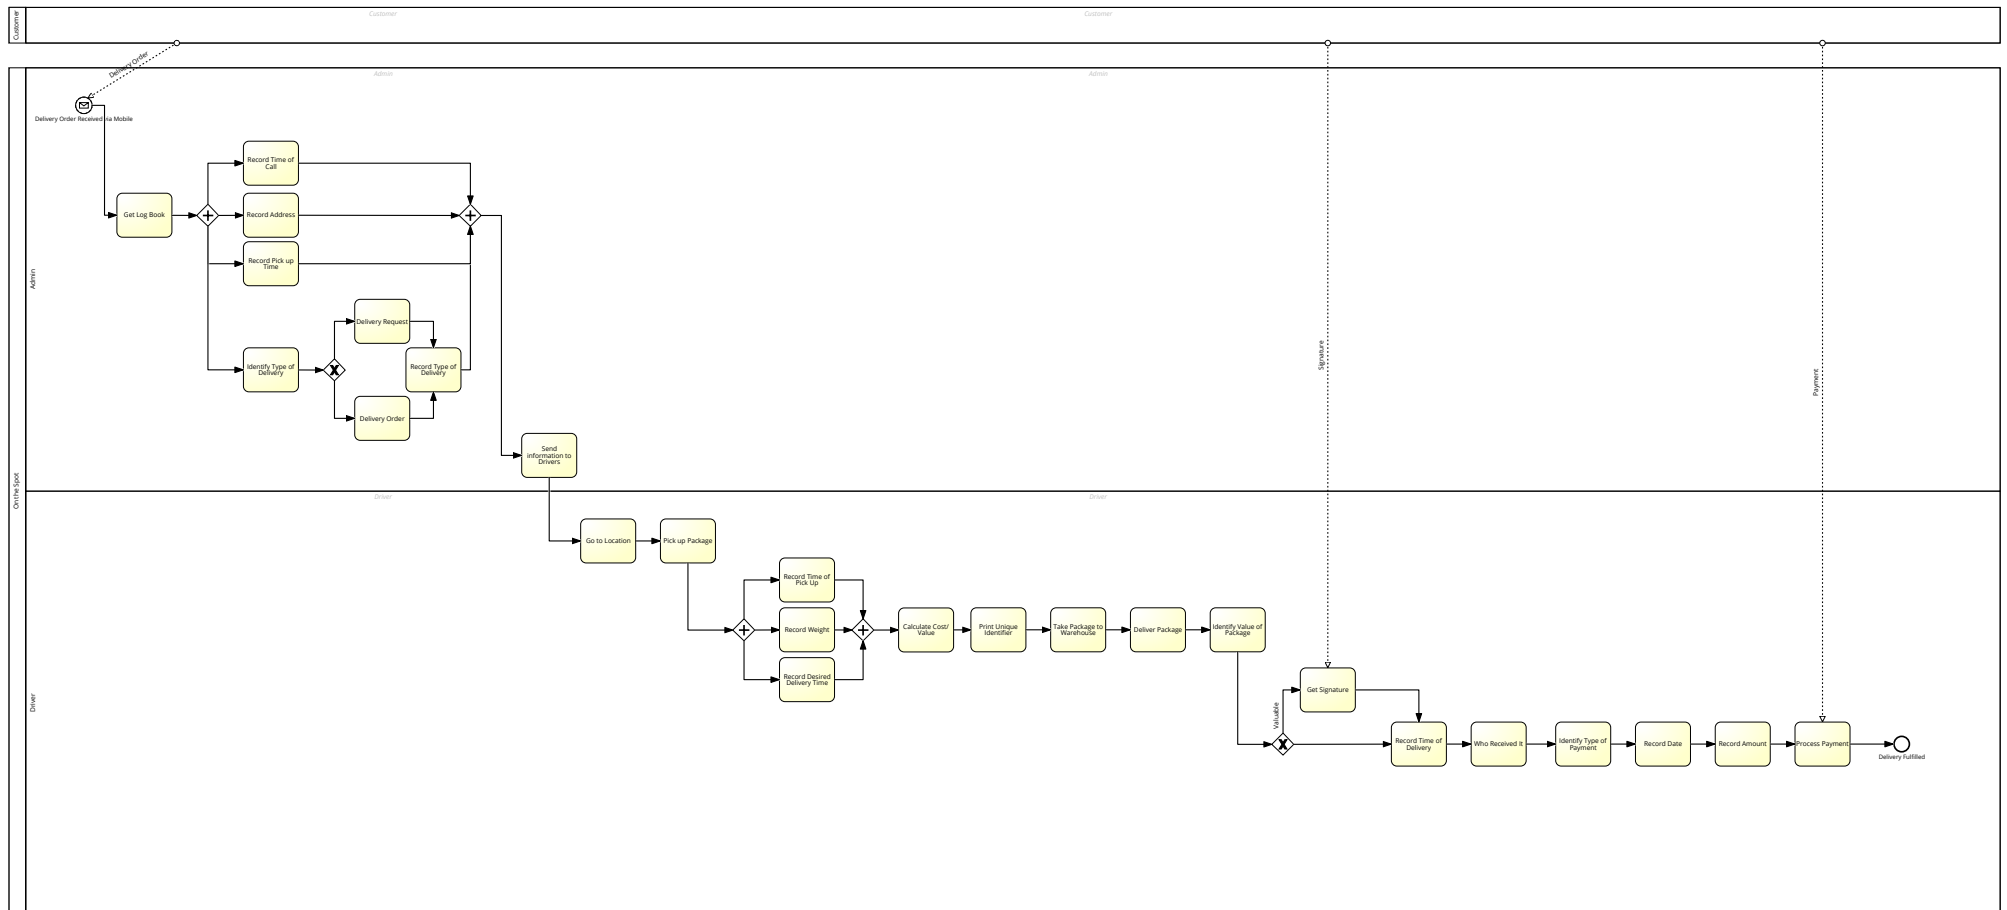 Customer
Customer
Customer
Delivery Order
On the Spot
Admin
Admin
Admin
Delivery Order Received via Mobile
Get Log Book
Record Time of
Call
Record Address
Record Pick up
Time
Identify Type of
Delivery
Delivery Request
Record Type of
Delivery
Delivery Order
Send
information to
Drivers
Signature
Payment
Driver
Driver
Driver
Go to Location
Pick up Package
Record Time of
Pick Up
Record Weight
Record Desired
Delivery Time
Calculate Cost/
Value
Print Unique
Identifier
Take Package to
Warehouse
Deliver Package
Identify Value of
Package
Valuable
Get Signature
Record Time of
Delivery
Who Received It
Identify Type of
Payment
Record Date
Record Amount
Process Payment
Delivery Fulfilled